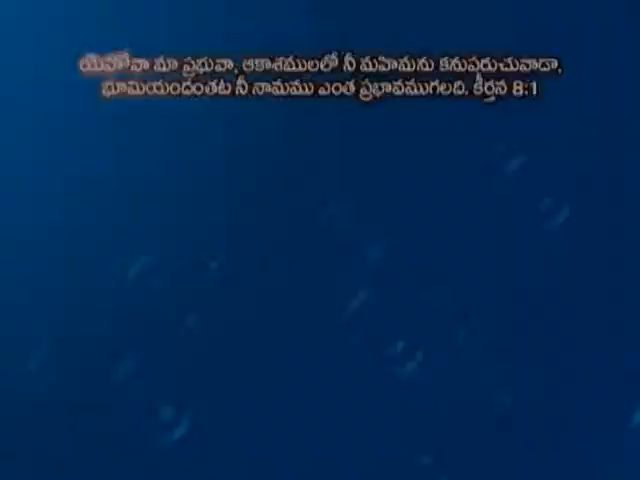 యెహోవా మా ప్రభువా, ఆకాశములలో నీ మహిమను కనుపరుచువాడా,
భూమియందంతట నీ నామము ఎంత ప్రభావముగలది. కీర్తన 8:1